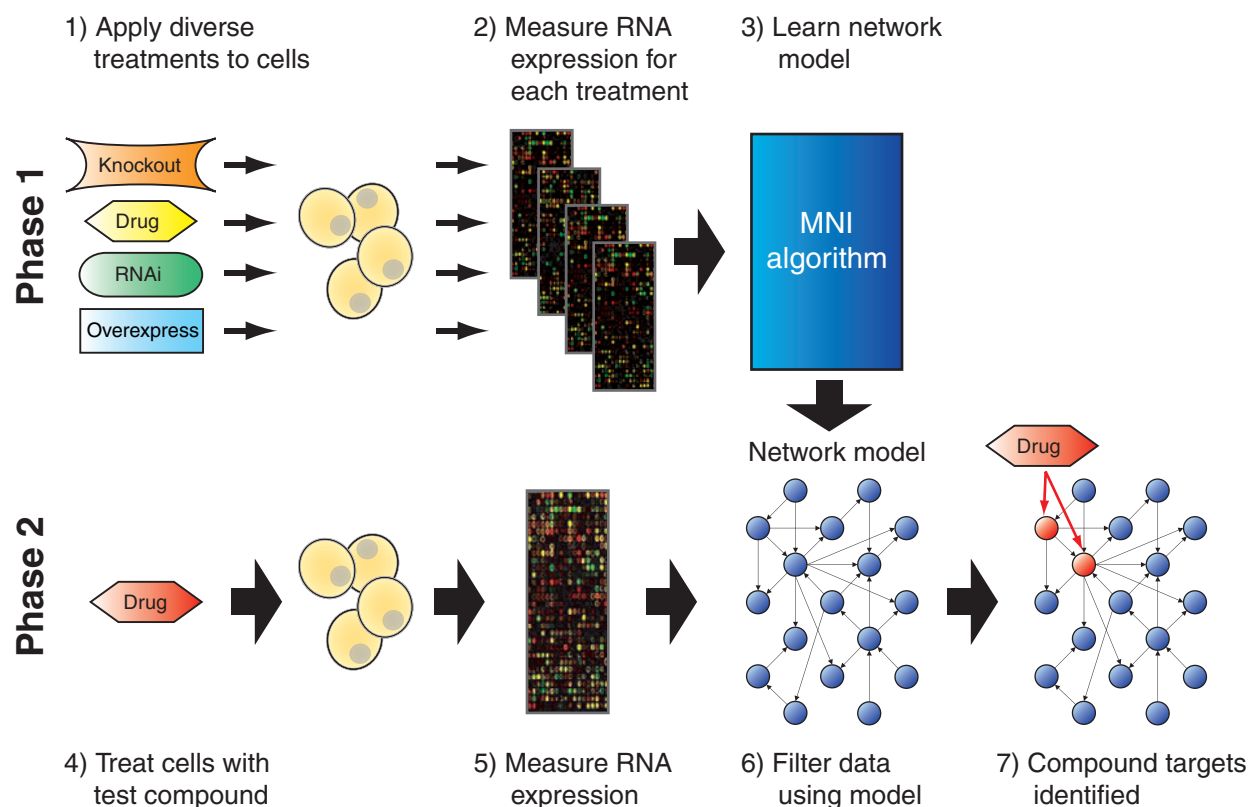 1) Apply diverse
treatments to cells
2) Measure RNA
expression for
each treatment
3) Learn network
model
Phase 1
Knockout
Drug
RNAi
Overexpress
MNI
algorithm
Network model
Drug
Phase 2
Drug
4) Treat cells with
test compound
5) Measure RNA
expression
6) Filter data
using model
7) Compound targets
identified